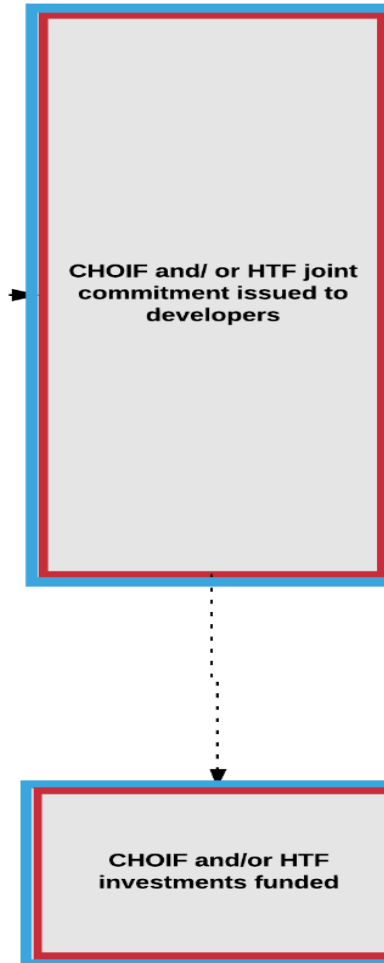 CHOIF and/ or HTF joint
commitment issued to
developers
CHOIF and/or HTF
investments funded